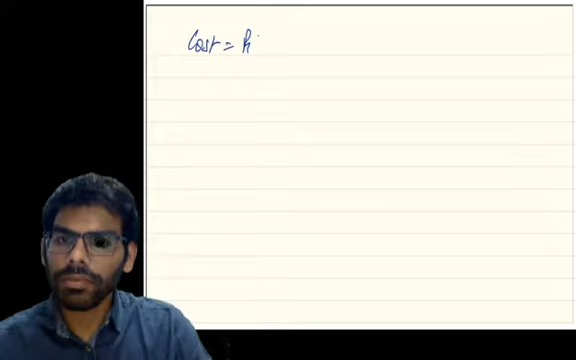 Cost =